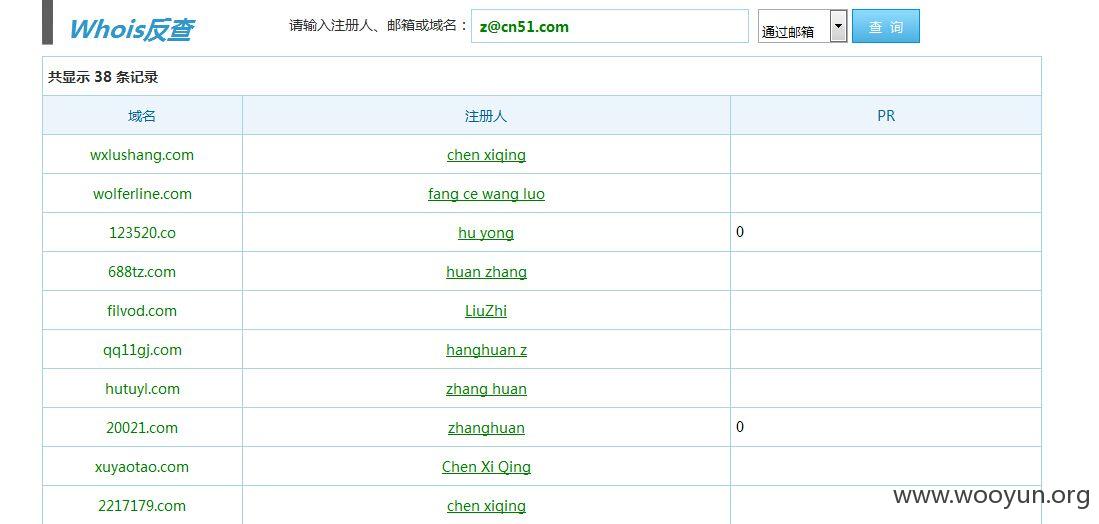 Whois反查 请输入注册人、邮箱或域名： z@cn51.com 通过邮箱 查 询
共显示 38 条记录
域名 注册人 PR
wxlushang.com chen xiqing
wolferline.com fang ce wang luo
123520.co hu yong 0
688tz.com huan zhang
filvod.com LiuZhi
qq11gj.com hanghuan z
hutuyl.com zhang huan
20021.com zhanghuan 0
xuyaotao.com Chen Xi Qing
2217179.com chen xiqing
www.wooyun.org